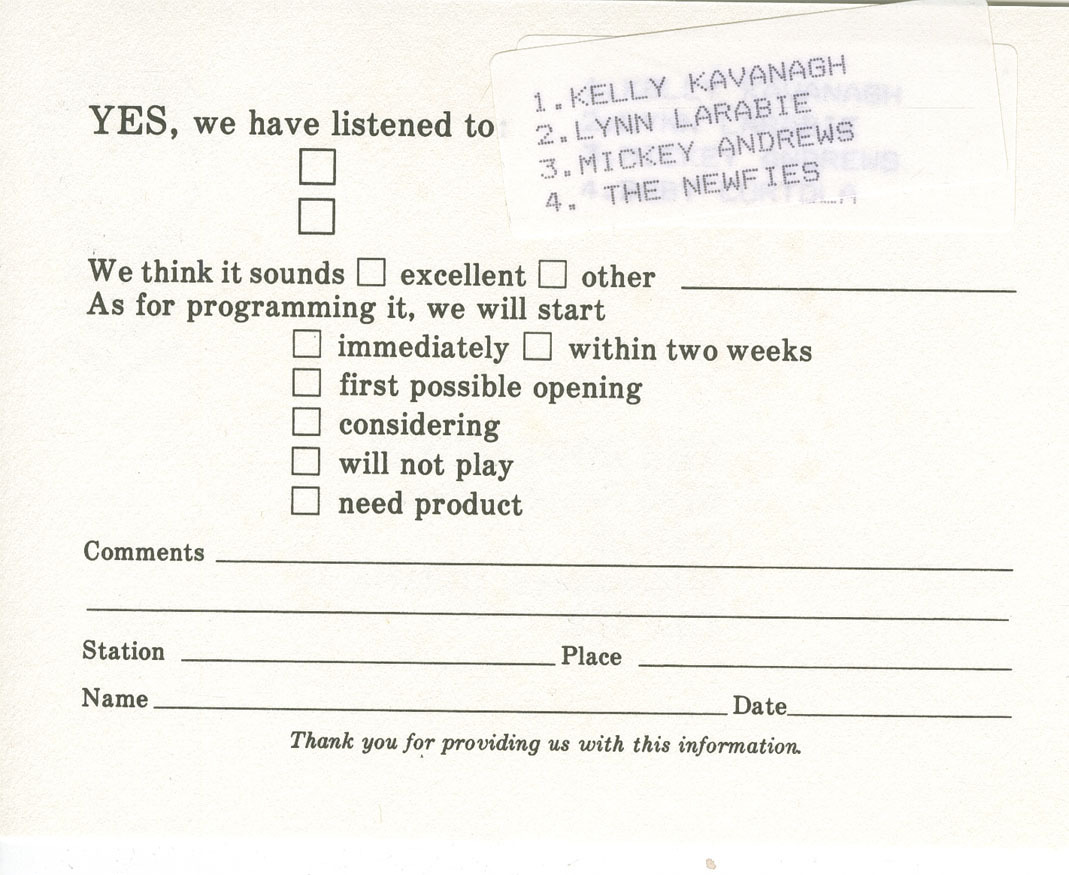 1. KELLY KAVANAGH
2. LYNN LARABIE
3. MICKEY ANDREWS
4. THE NEWFIES
YES, we have listened to
We think it sounds excellent other
As for programming it, we will start
immediately within two weeks
first possible opening
considering
will not play
need product
Comments
Station Place
Name Date
Thank you for providing us with this information.